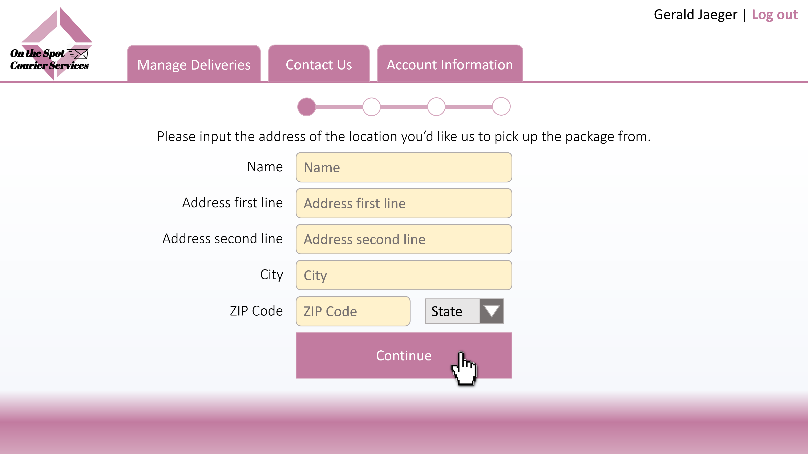 Gerald Jaeger | Log out
On the Spot
Courier Services
Manage Deliveries
Contact Us
Account Information
Please input the address of the location you’d like us to pick up the package from.
Name
Name
Address first line
Address first line
Address second line
Address second line
City
City
ZIP Code
ZIP Code
State
Continue